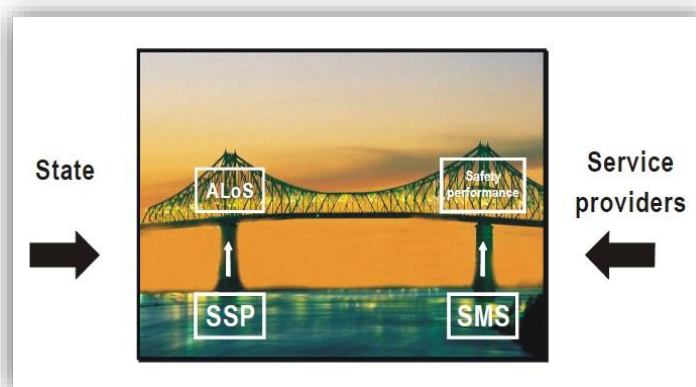 State
Service
providers
ALoS
Safety
performance
SSP
SMS